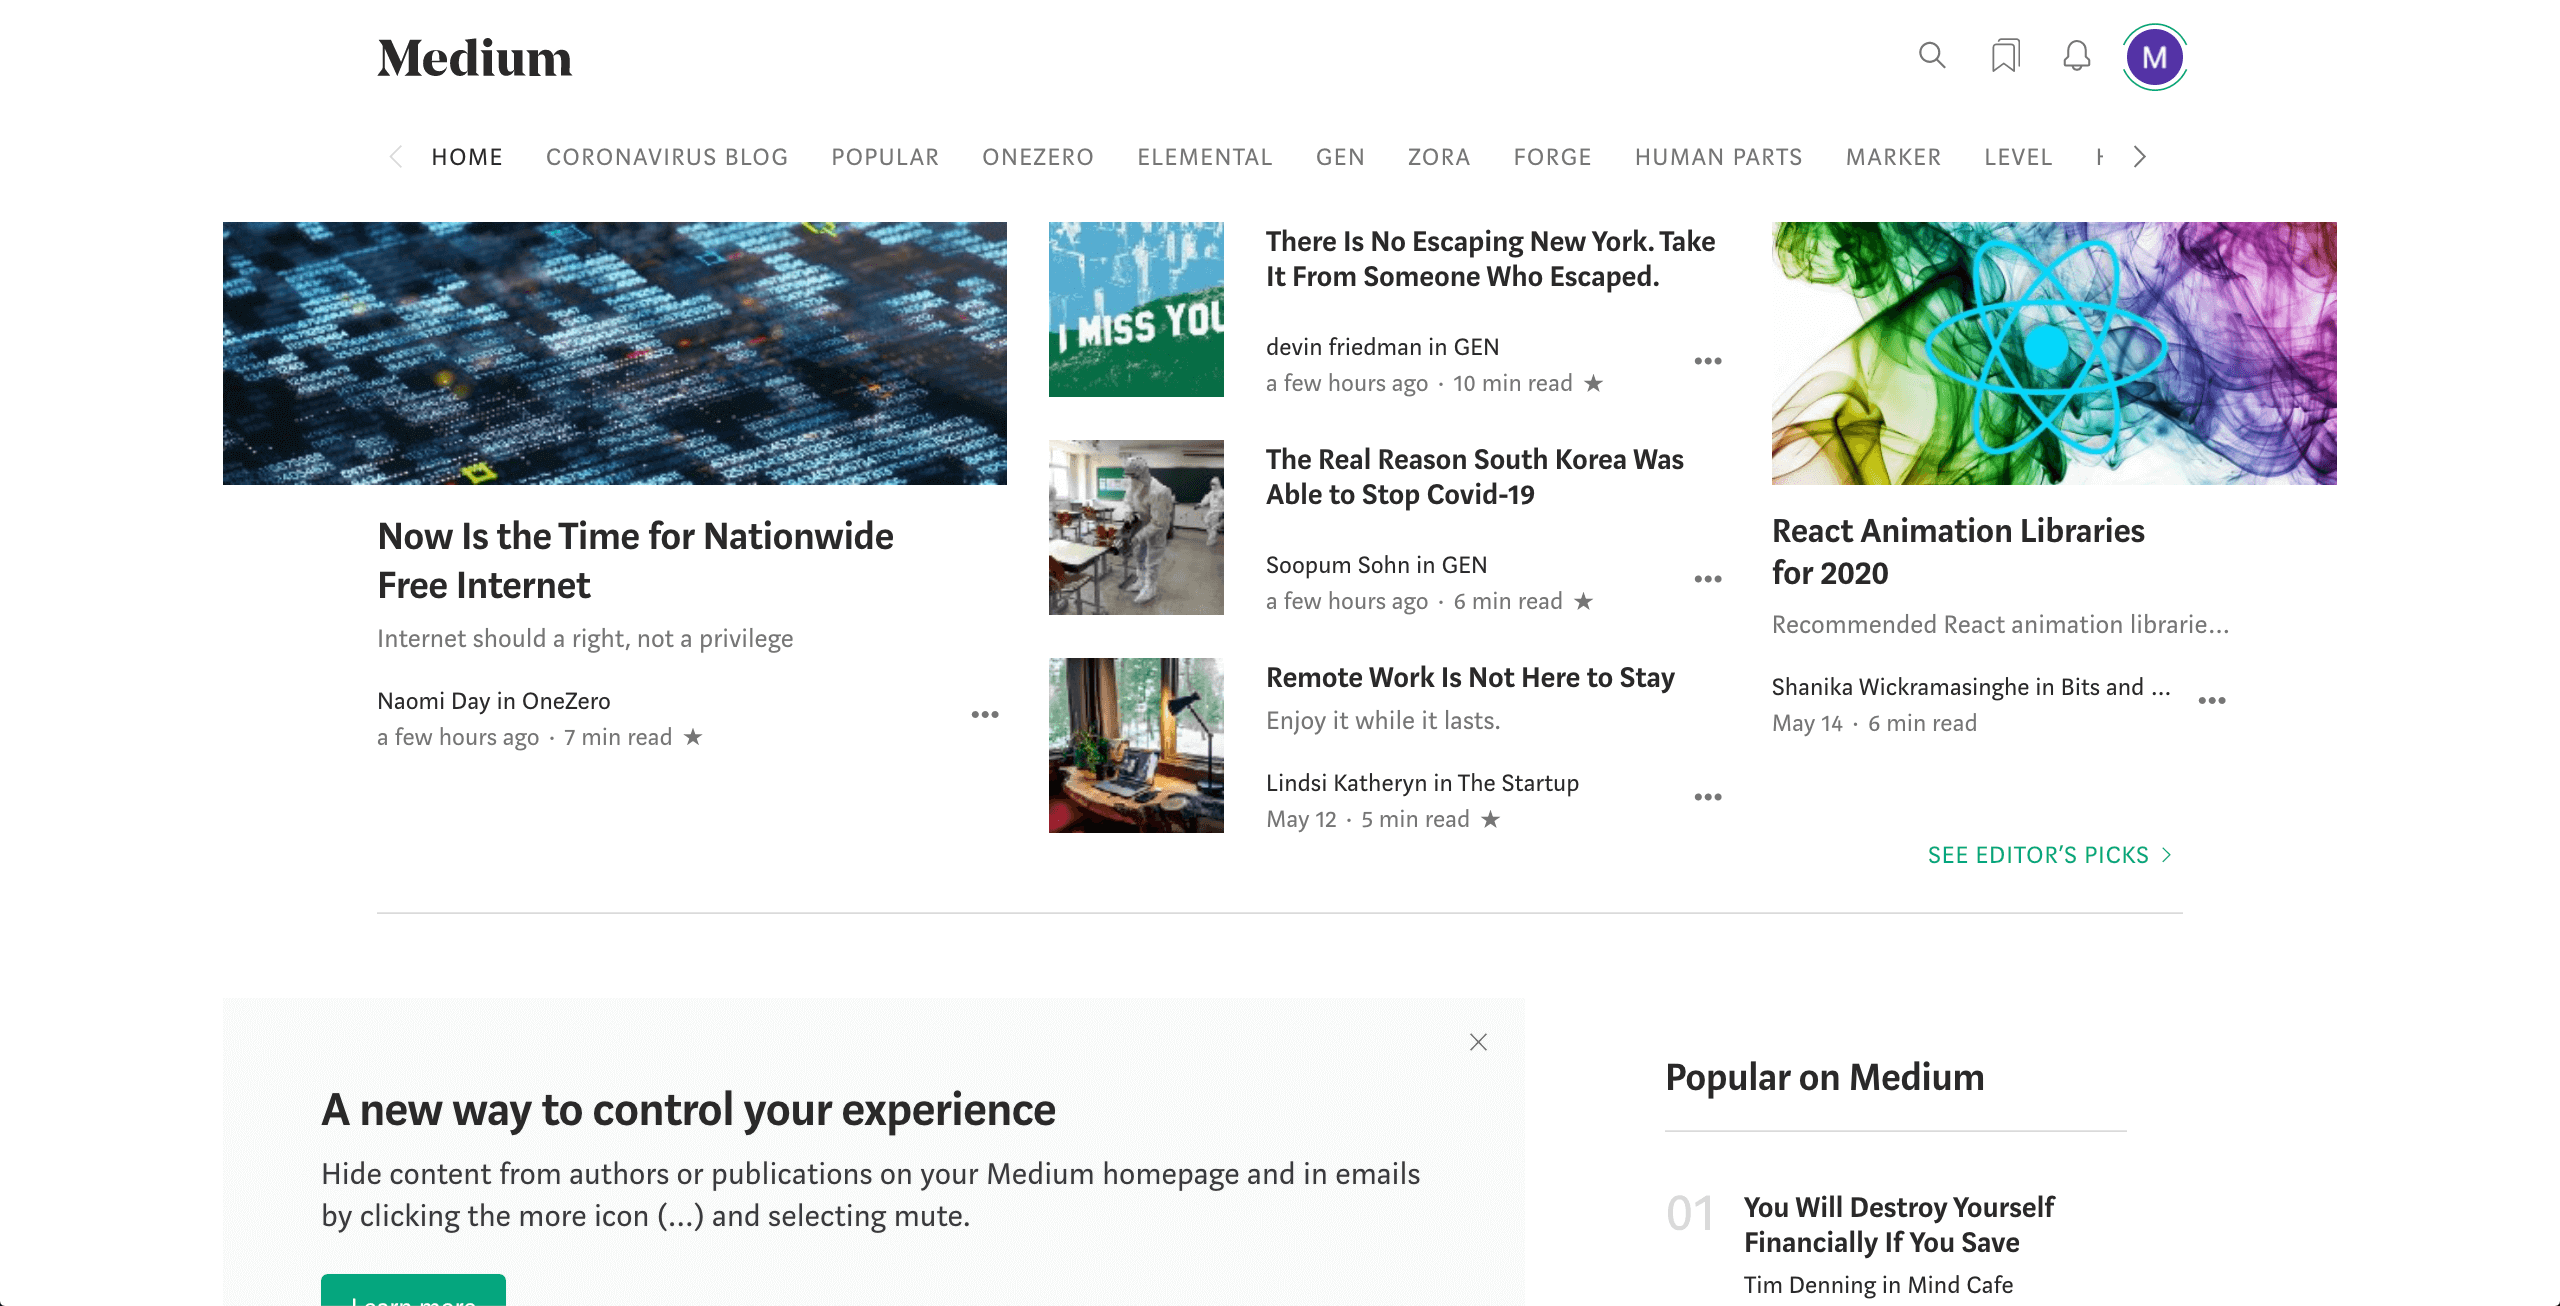 Medium
M
HOME CORONAVIRUS BLOG POPULAR ONEZERO ELEMENTAL GEN ZORA FORGE HUMAN PARTS MARKER LEVEL
Now Is the Time for Nationwide
Free Internet
Internet should a right, not a privilege
Naomi Day in OneZero
a few hours ago · 7 min read ★
I MISS YOU
There Is No Escaping New York. Take
It From Someone Who Escaped.
devin friedman in GEN
a few hours ago · 10 min read ★
The Real Reason South Korea Was
Able to Stop Covid-19
Soopum Sohn in GEN
a few hours ago · 6 min read ★
Remote Work Is Not Here to Stay
Enjoy it while it lasts.
Lindsi Katheryn in The Startup
May 12 · 5 min read ★
React Animation Libraries
for 2020
Recommended React animation librarie...
Shanika Wickramasinghe in Bits and ...
May 14 · 6 min read
SEE EDITOR’S PICKS
A new way to control your experience
Hide content from authors or publications on your Medium homepage and in emails
by clicking the more icon (...) and selecting mute.
Learn more
Popular on Medium
01
You Will Destroy Yourself
Financially If You Save
Tim Denning in Mind Cafe